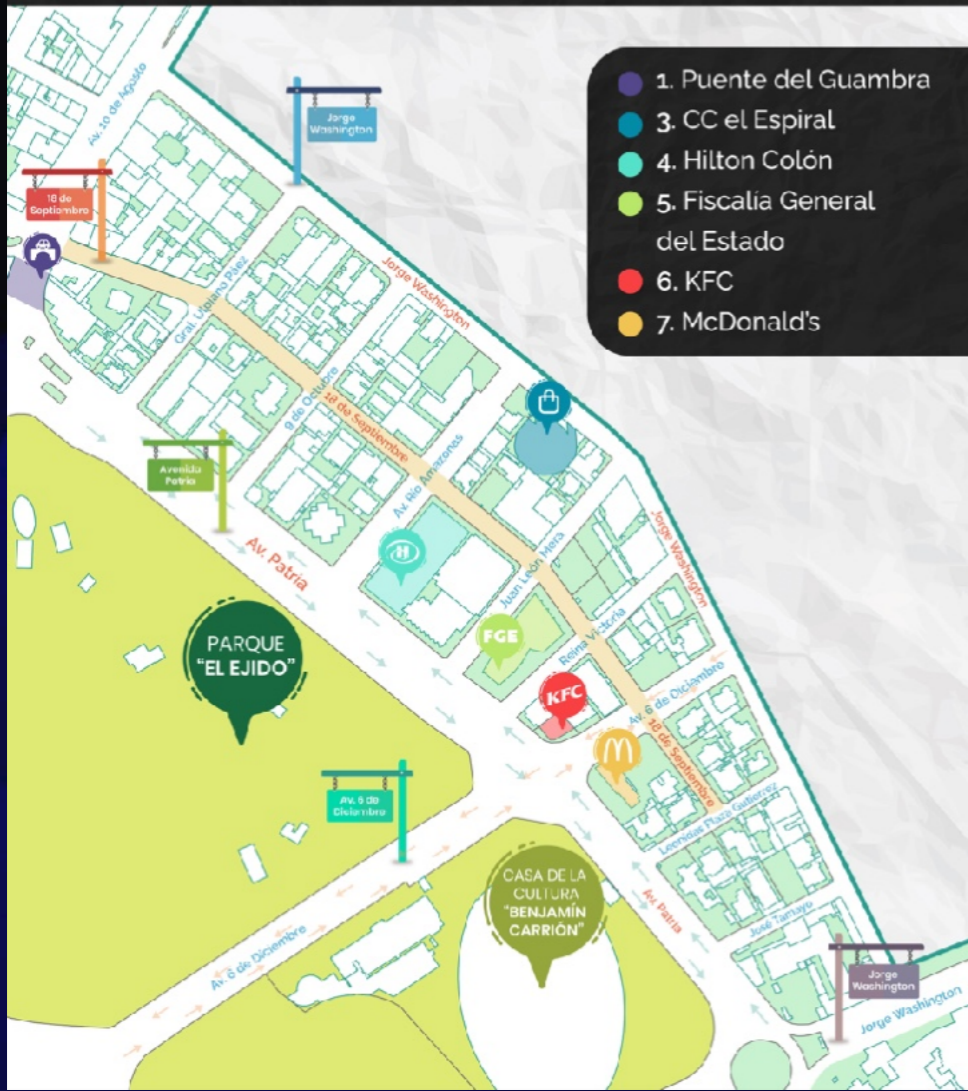 1. Puente del Guambra
3. CC el Espiral
4. Hilton Colón
5. Fiscalía General
del Estado
6. KFC
7. McDonald's
Av. 10 de Agosto
Jorge
Washington
18 de
Septiembre
Gral. Ulpiano Páez
Jorge Washington
9 de Octubre
18 de Septiembre
Av. Río Amazonas
Avenida
Patria
Av. Patria
H
Juan León Mera
Jorge Washington
FGE
Reina Victoria
PARQUE
"EL EJIDO"
KFC
Av. 6 de Diciembre
18 de Septiembre
M
Leonidas Plaza Gutierrez
Av. 6 de
Diciembre
CASA DE LA
CULTURA
"BENJAMÍN
CARRIÓN"
Av. Patria
José Tamayo
Av. 6 de Diciembre
Jorge
Washington
Jorge Washington